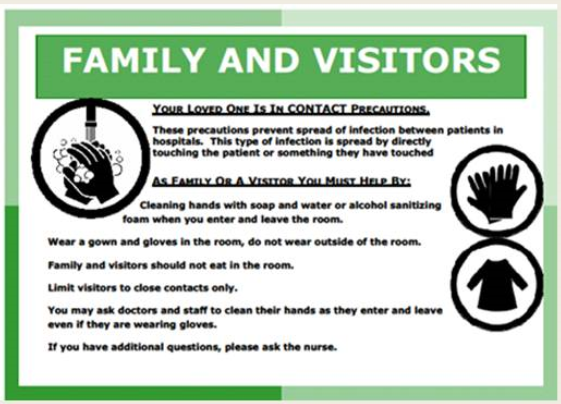 FAMILY AND VISITORS
YOUR LOVED ONE IS IN CONTACT PRECAUTIONS.
These precautions prevent spread of infection between patients in
hospitals. This type of infection is spread by directly
touching the patient or something they have touched
AS FAMILY OR A VISITOR YOU MUST HELP BY:
Cleaning hands with soap and water or alcohol sanitizing
foam when you enter and leave the room.
Wear a gown and gloves in the room, do not wear outside of the room.
Family and visitors should not eat in the room.
Limit visitors to close contacts only.
You may ask doctors and staff to clean their hands as they enter and leave
even if they are wearing gloves.
If you have additional questions, please ask the nurse.